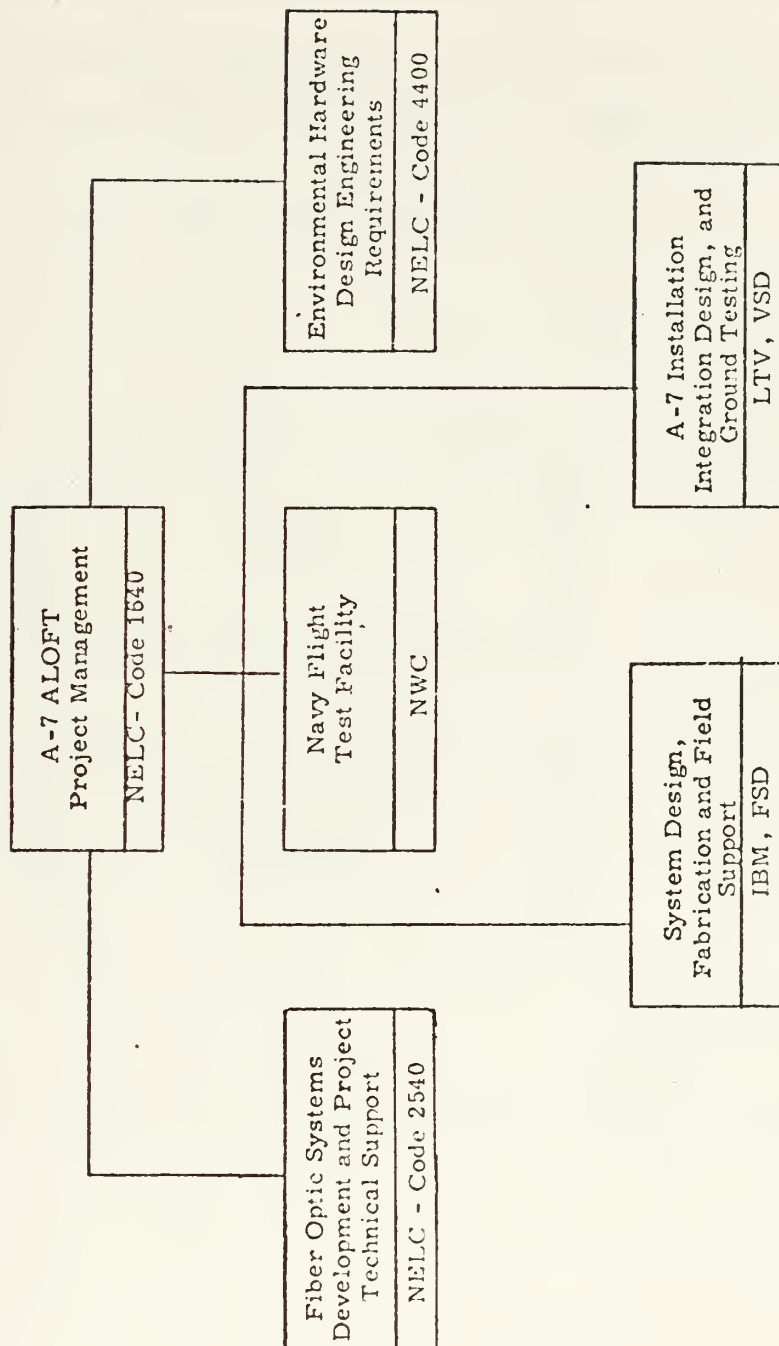 A-7 ALOFT
Project Management
NELC- Code 1640
Fiber Optic Systems
Development and Project
Technical Support
NELC - Code 2540
Navy Flight
Test Facility
NWC
Environmental Hardware
Design Engineering
Requirements
NELC - Code 4400
System Design,
Fabrication and Field
Support
IBM, FSD
A-7 Installation
Integration Design, and
Ground Testing
LTV, VSD